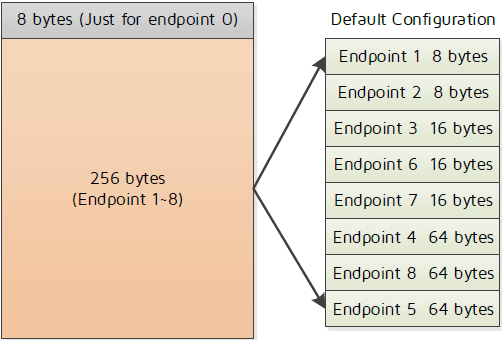 8 bytes (Just for endpoint 0)
256 bytes
(Endpoint 1~8)
Default Configuration
Endpoint 1 8 bytes
Endpoint 2 8 bytes
Endpoint 3 16 bytes
Endpoint 6 16 bytes
Endpoint 7 16 bytes
Endpoint 4 64 bytes
Endpoint 8 64 bytes
Endpoint 5 64 bytes